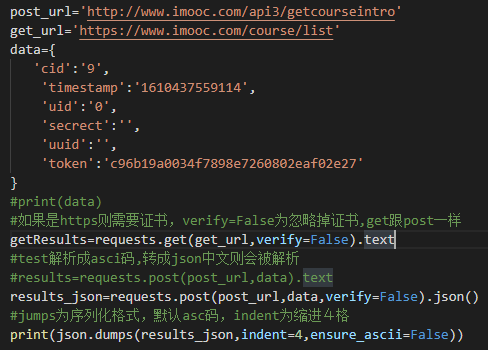 post_url='http://www.imooc.com/api3/getcourseintro'
get_url='https://www.imooc.com/course/list'
data={
'cid':'9',
'timestamp':'1610437559114',
'uid':'0',
'secrect':'',
'uuid':'',
'token':'c96b19a0034f7898e7260802eaf02e27'
}
#print(data)
#如果是https则需要证书，verify=False为忽略掉证书,get跟post一样
getResults=requests.get(get_url,verify=False).text
#test解析成asci码,转成json中文则会被解析
#results=requests.post(post_url,data).text
results_json=requests.post(post_url,data,verify=False).json()
#jumps为序列化格式，默认asc码，indent为缩进４格
print(json.dumps(results_json,indent=4,ensure_ascii=False))